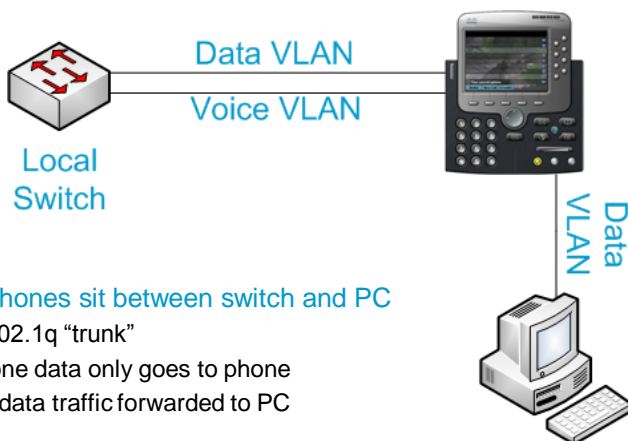 Data VLAN
Voice VLAN
Local
Switch
Data
VLAN
hones sit between switch and PC
02.1q “trunk”
one data only goes to phone
data traffic forwarded to PC